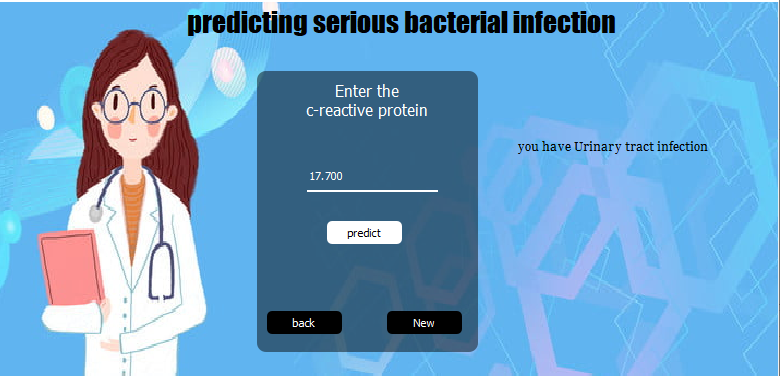 predicting serious bacterial infection
Enter the
c-reactive protein
you have Urinary tract infection
17.700
predict
back
New